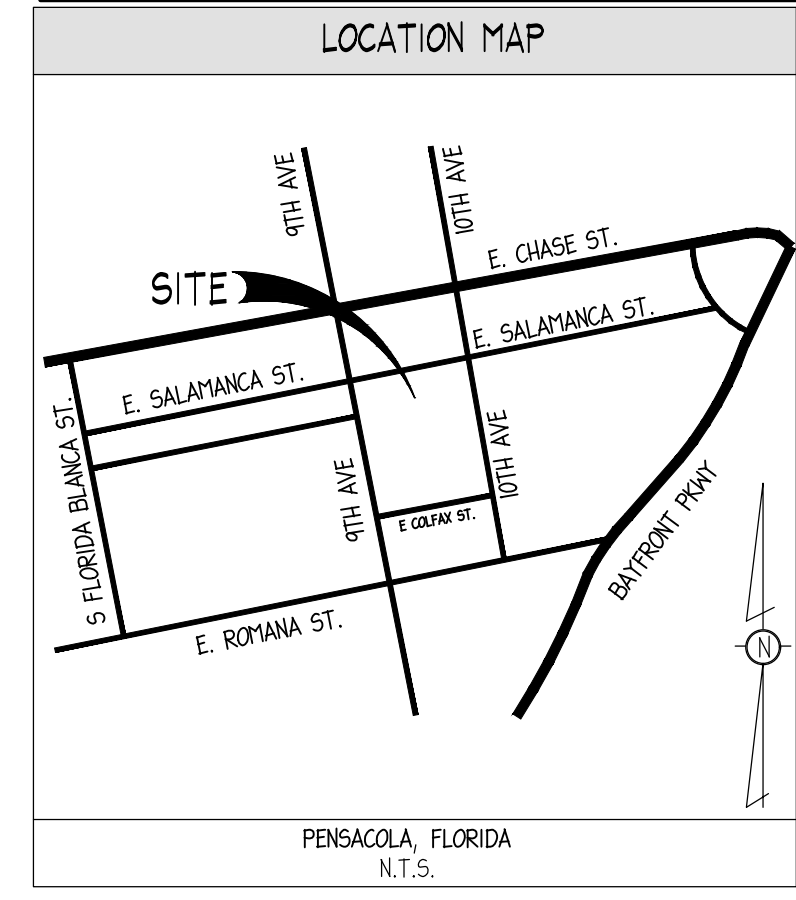 LOCATION MAP
9TH AVE
10TH AVE
E. CHASE ST.
SITE
E. SALAMANCA ST.
E. SALAMANCA ST.
S FLORIDA BLANCA ST.
9TH AVE
10TH AVE
E COLFAX ST.
BAYFRONT PKWY
E. ROMANA ST.
N
PENSACOLA, FLORIDA
N.T.S.